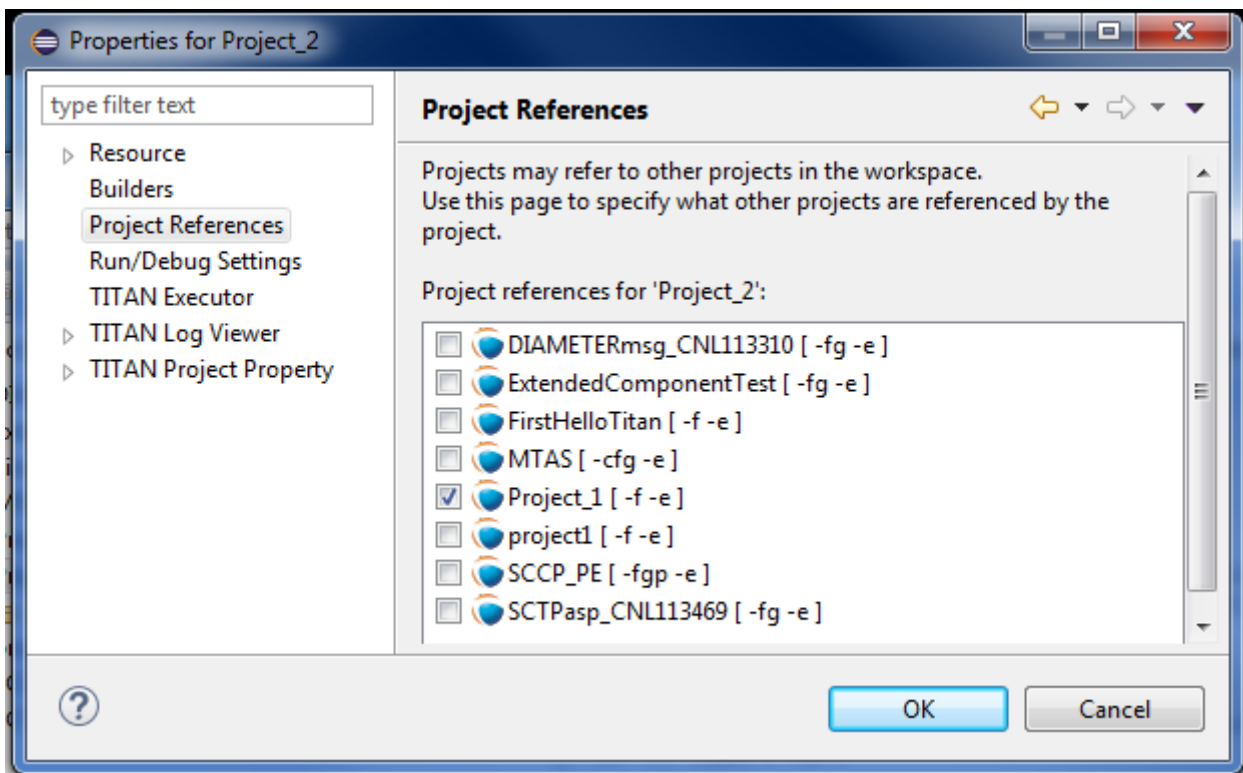 Properties for Project_2
type filter text
Resource
Builders
Project References
Run/Debug Settings
TITAN Executor
TITAN Log Viewer
TITAN Project Property
Project References
Projects may refer to other projects in the workspace.
Use this page to specify what other projects are referenced by the
project.
Project references for 'Project_2':
DIAMETERmsg_CNL113310 [ -fg -e ]
ExtendedComponentTest [ -fg -e ]
FirstHelloTitan [ -f -e ]
MTAS [ -cfg -e ]
Project_1 [ -f -e ]
project1 [ -f -e ]
SCCP_PE [ -fgp -e ]
SCTPasp_CNL113469 [ -fg -e ]
OK
Cancel